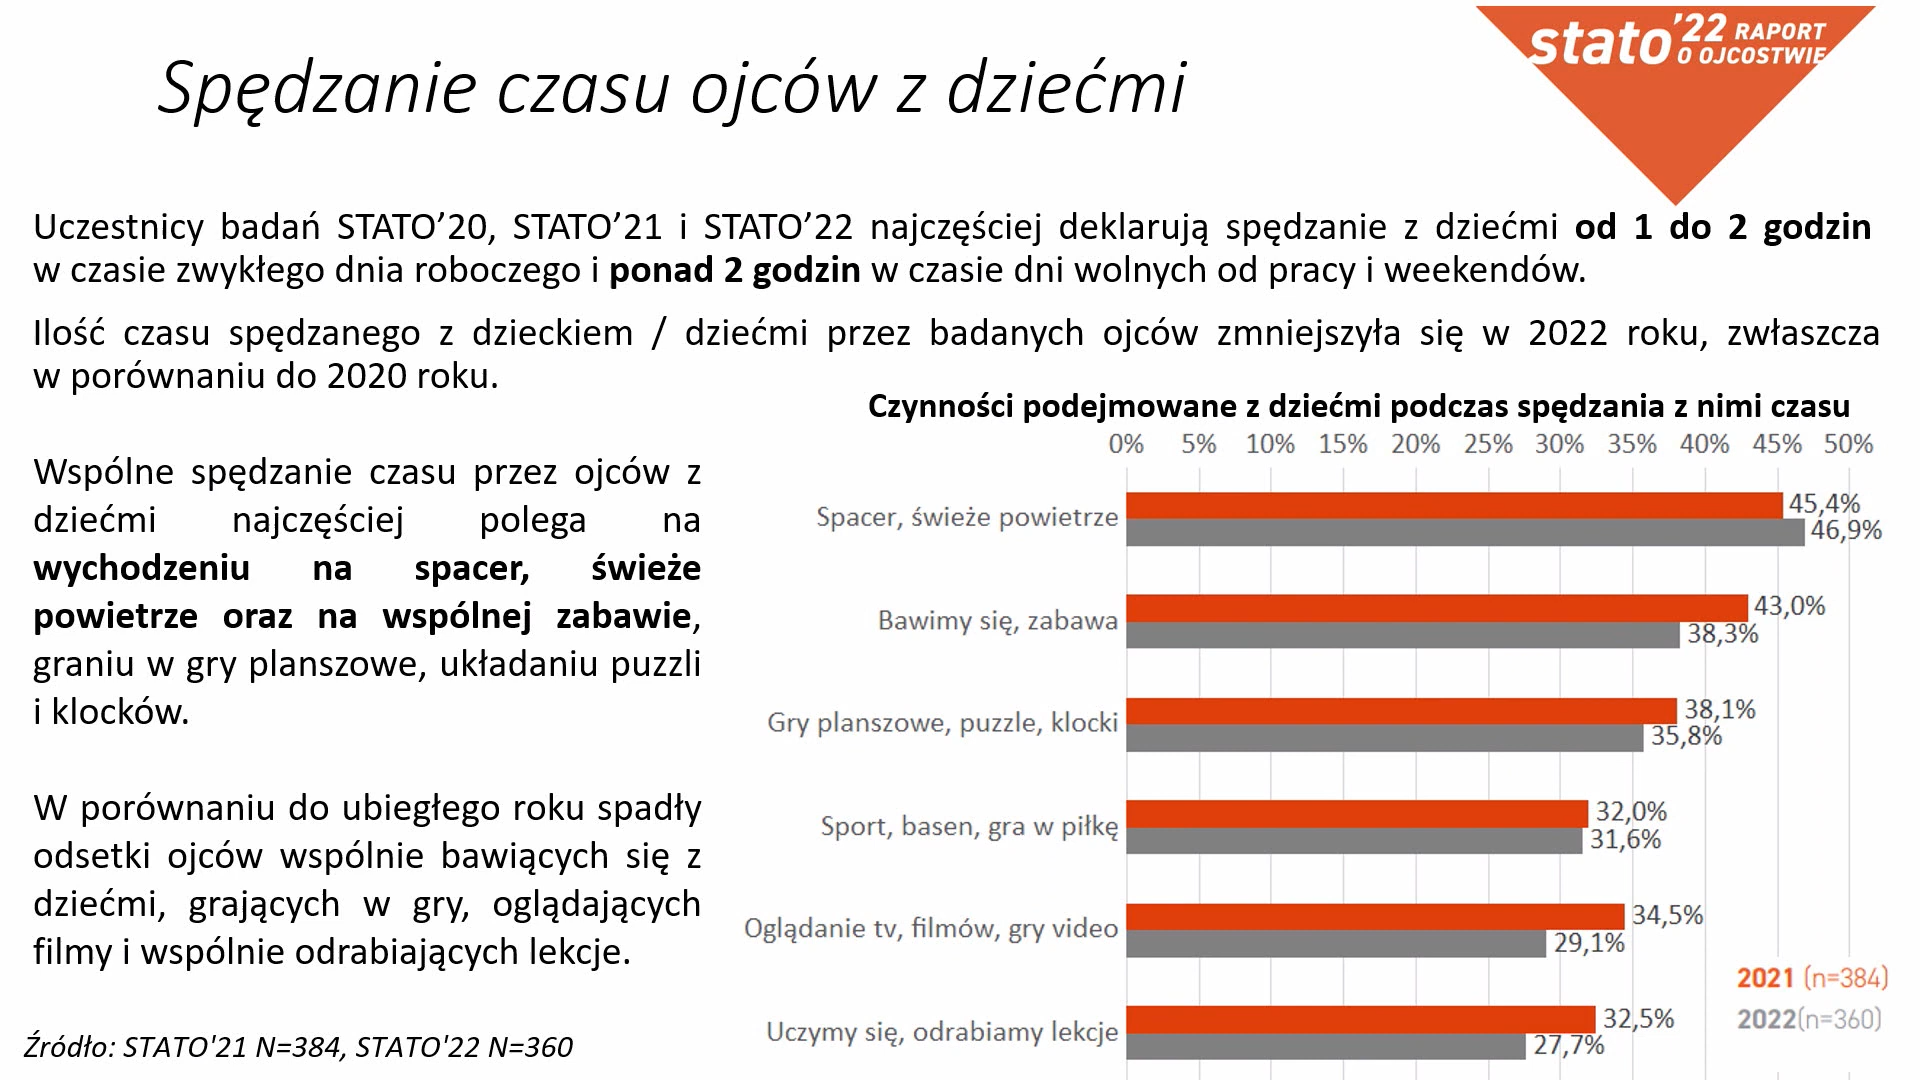 Spędzanie czasu ojców z dziećmi
stato'22 RAPORT
O OJCOSTWIE
Uczestnicy badań STATO’20, STATO’21 i STATO’22 najczęściej deklarują spędzanie z dziećmi od 1 do 2 godzin
w czasie zwykłego dnia roboczego i ponad 2 godzin w czasie dni wolnych od pracy i weekendów.
Ilość czasu spędzanego z dzieckiem / dziećmi przez badanych ojców zmniejszyła się w 2022 roku, zwłaszcza
w porównaniu do 2020 roku.
Wspólne spędzanie czasu przez ojców z
dziećmi najczęściej polega na
wychodzeniu na spacer, świeże
powietrze oraz na wspólnej zabawie,
graniu w gry planszowe, układaniu puzzli
i klocków.
W porównaniu do ubiegłego roku spadły
odsetki ojców wspólnie bawiących się z
dziećmi, grających w gry, oglądających
filmy i wspólnie odrabiających lekcje.
Źródło: STATO'21 N=384, STATO'22 N=360
Czynności podejmowane z dziećmi podczas spędzania z nimi czasu
0% 5% 10% 15% 20% 25% 30% 35% 40% 45% 50%
Spacer, świeże powietrze
45,4%
46,9%
Bawimy się, zabawa
43,0%
38,3%
Gry planszowe, puzzle, klocki
38,1%
35,8%
Sport, basen, gra w piłkę
32,0%
31,6%
Oglądanie tv, filmów, gry video
34,5%
29,1%
Uczymy się, odrabiamy lekcje
32,5%
27,7%
2021 (n=384)
2022(n=360)